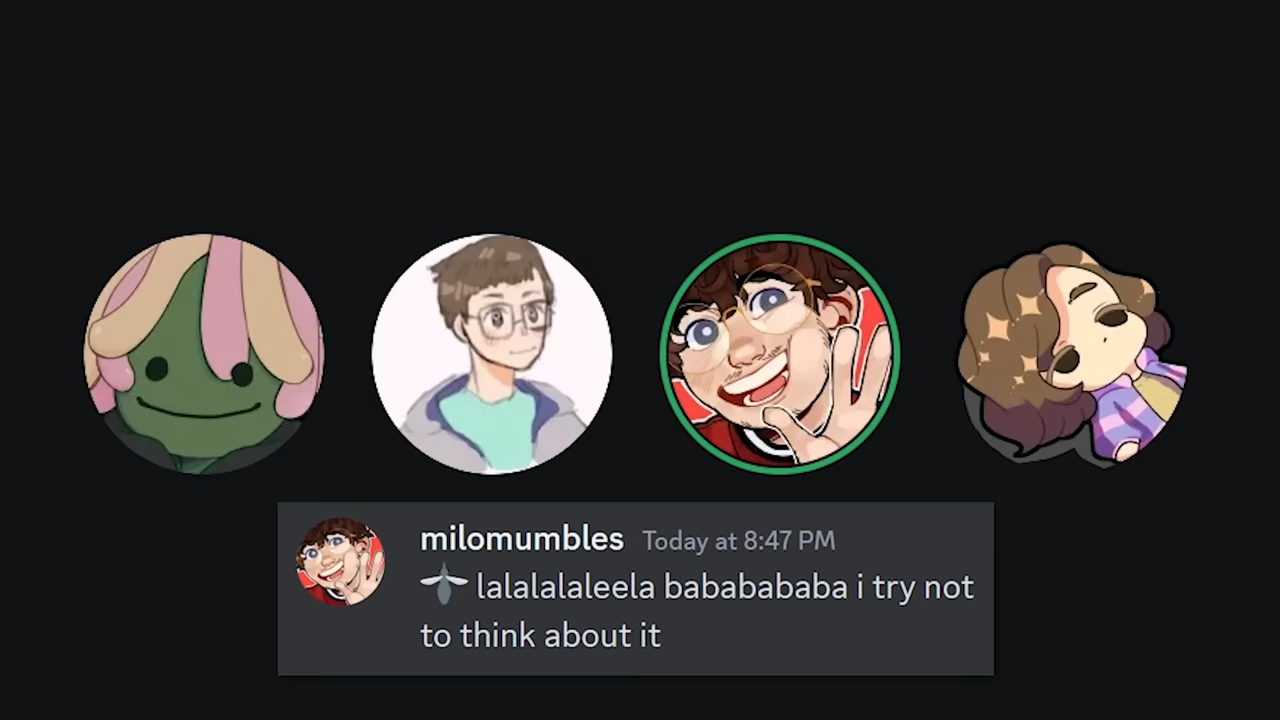 milomumbles Today at 8:47 PM
🦟 lalalalaleela babababababa i try not
to think about it